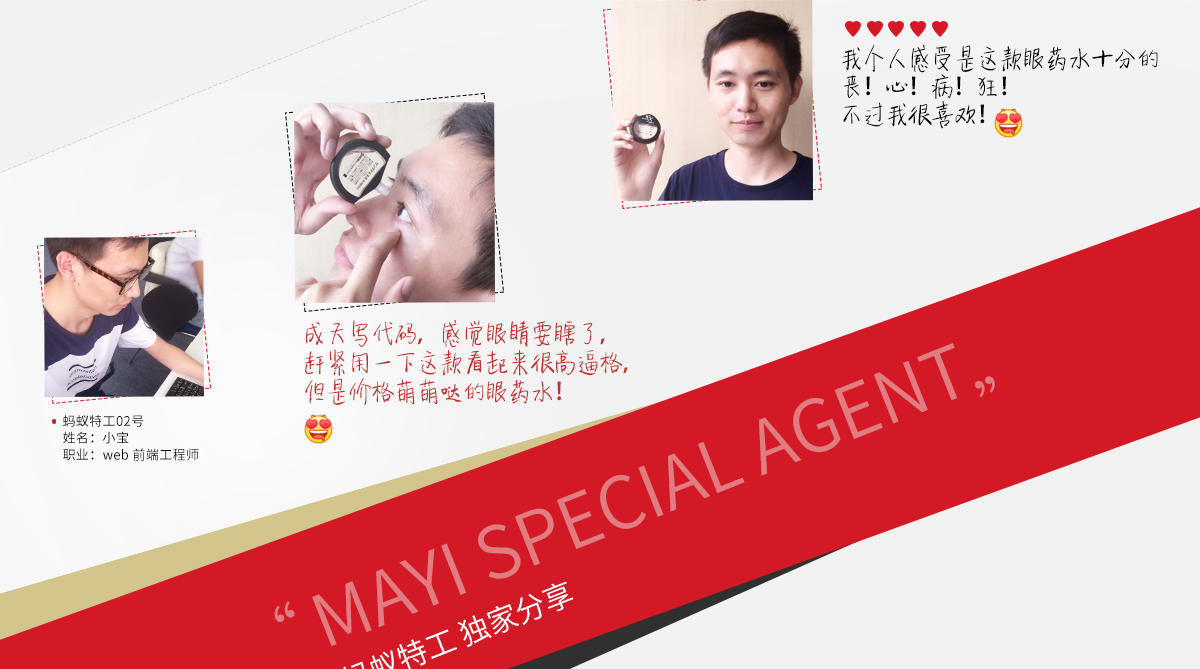 我个人感受是这款眼药水十分的
丧！心！病！狂！
不过我很喜欢！
成天写代码，感觉眼睛要瞎了，
赶紧用一下这款看起来很高逼格，
但是价格萌萌哒的眼药水！
蚂蚁特工02号
姓名：小宝
职业：web 前端工程师
“ MAYI SPECIAL AGENT „
蚂蚁特工 独家分享